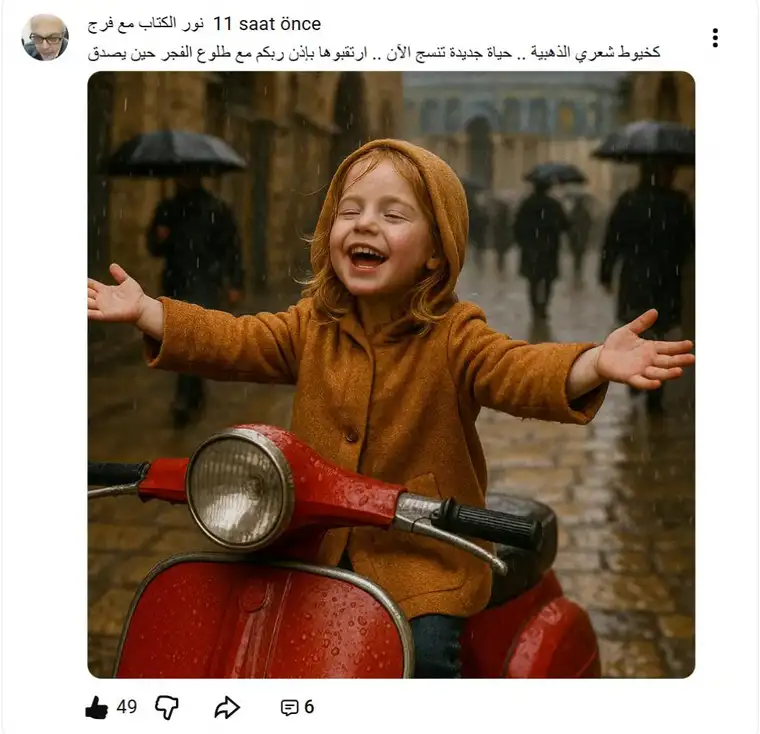 نور الكتاب مع فرج 11 saat önce
كخيوط شعري الذهبية .. حياة جديدة تنسج الآن .. ارتقبوها بإذن ربكم مع طلوع الفجر حين يصدق
49
6